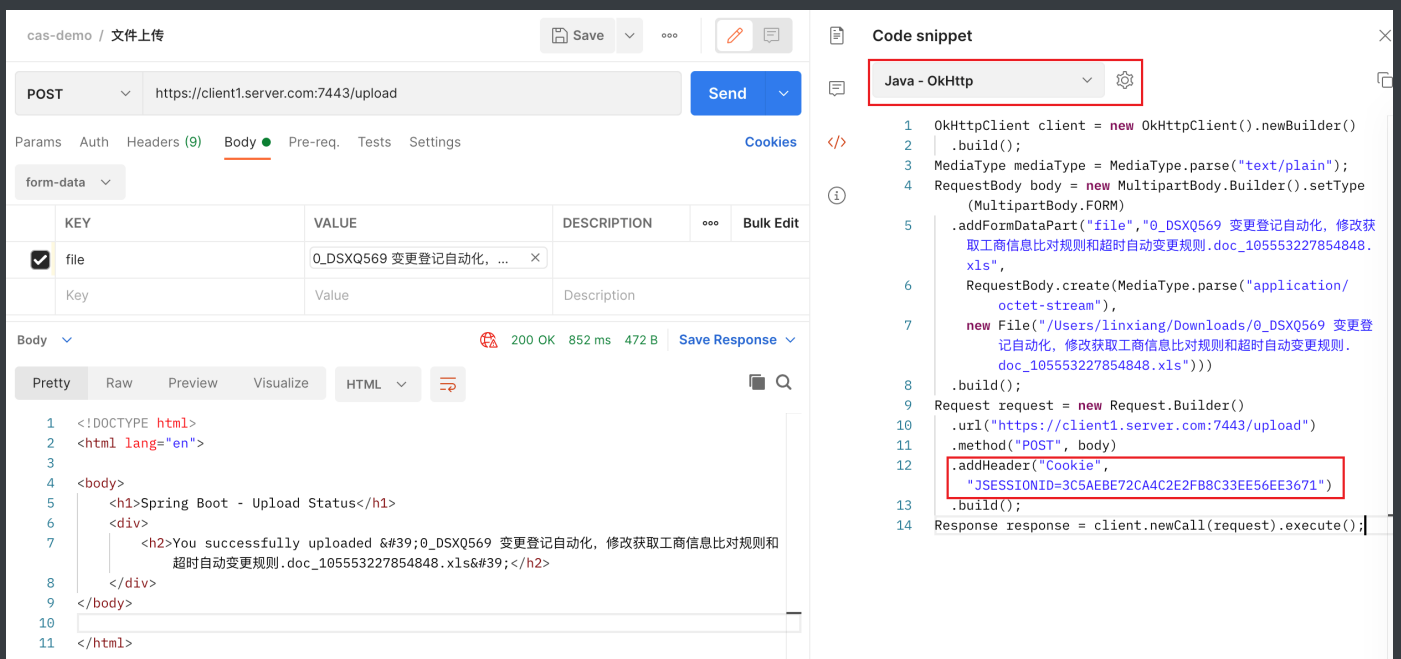 cas-demo / 文件上传
Save
POST
https://client1.server.com:7443/upload
Send
Params Auth Headers (9) Body Pre-req. Tests Settings Cookies
form-data
KEY VALUE DESCRIPTION Bulk Edit
file 0_DSXQ569 变更登记自动化，...
Key Value Description
Body 200 OK 852 ms 472 B Save Response
Pretty Raw Preview Visualize HTML
1 <!DOCTYPE html>
2 <html lang="en">
3
4 <body>
5 <h1>Spring Boot - Upload Status</h1>
6 <div>
7 <h2>You successfully uploaded &#39;0_DSXQ569 变更登记自动化，修改获取工商信息比对规则和
超时自动变更规则.doc_105553227854848.xls&#39;</h2>
8 </div>
9 </body>
10
11 </html>
Code snippet
Java - OkHttp
1 OkHttpClient client = new OkHttpClient().newBuilder()
2 .build();
3 MediaType mediaType = MediaType.parse("text/plain");
4 RequestBody body = new MultipartBody.Builder().setType
(MultipartBody.FORM)
5 .addFormDataPart("file","0_DSXQ569 变更登记自动化，修改获
取工商信息比对规则和超时自动变更规则.doc_105553227854848.
xls",
6 RequestBody.create(MediaType.parse("application/
octet-stream"),
7 new File("/Users/linxiang/Downloads/0_DSXQ569 变更登
记自动化，修改获取工商信息比对规则和超时自动变更规则.
doc_105553227854848.xls")))
8 .build();
9 Request request = new Request.Builder()
10 .url("https://client1.server.com:7443/upload")
11 .method("POST", body)
12 .addHeader("Cookie",
"JSESSIONID=3C5AEBE72CA4C2E2FB8C33EE56EE3671")
13 .build();
14 Response response = client.newCall(request).execute();